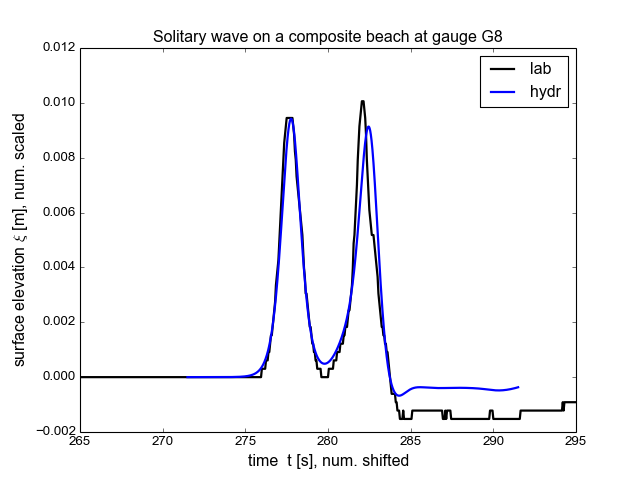 Solitary wave on a composite beach at gauge G8
0.012
0.010
0.008
0.006
0.004
0.002
0.000
−0.002
surface elevation ξ [m], num. scaled
lab
hydr
265 270 275 280 285 290 295
time t [s], num. shifted